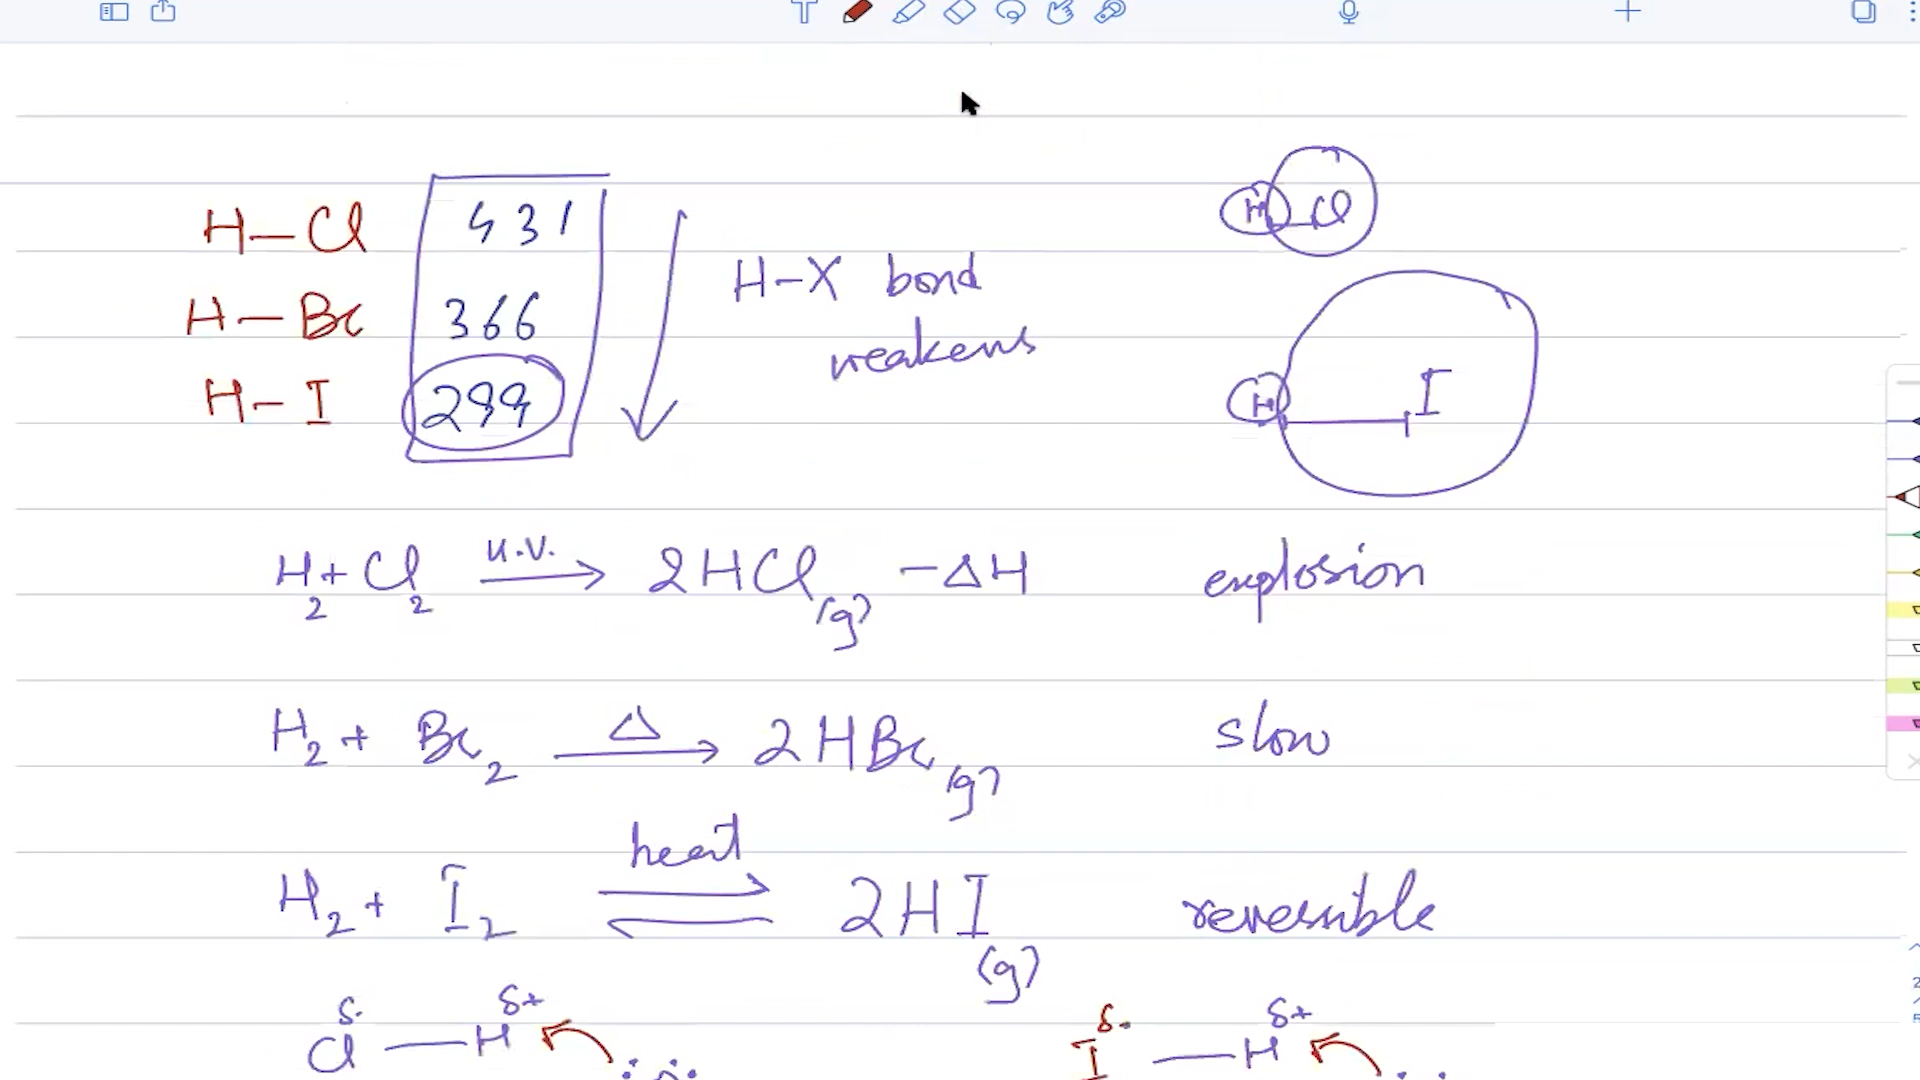 H–Cl 431
H–Br 366
H–I 299
H–X bond
weakens
H Cl
H I
H₂ + Cl₂ u.v. → 2HCl(g) –ΔH explosion
H₂ + Br₂ Δ → 2HBr(g) slow
H₂ + I₂ heat ⇌ 2HI(g) reversible
δ- δ+
Cl — H
δ- δ+
I — H